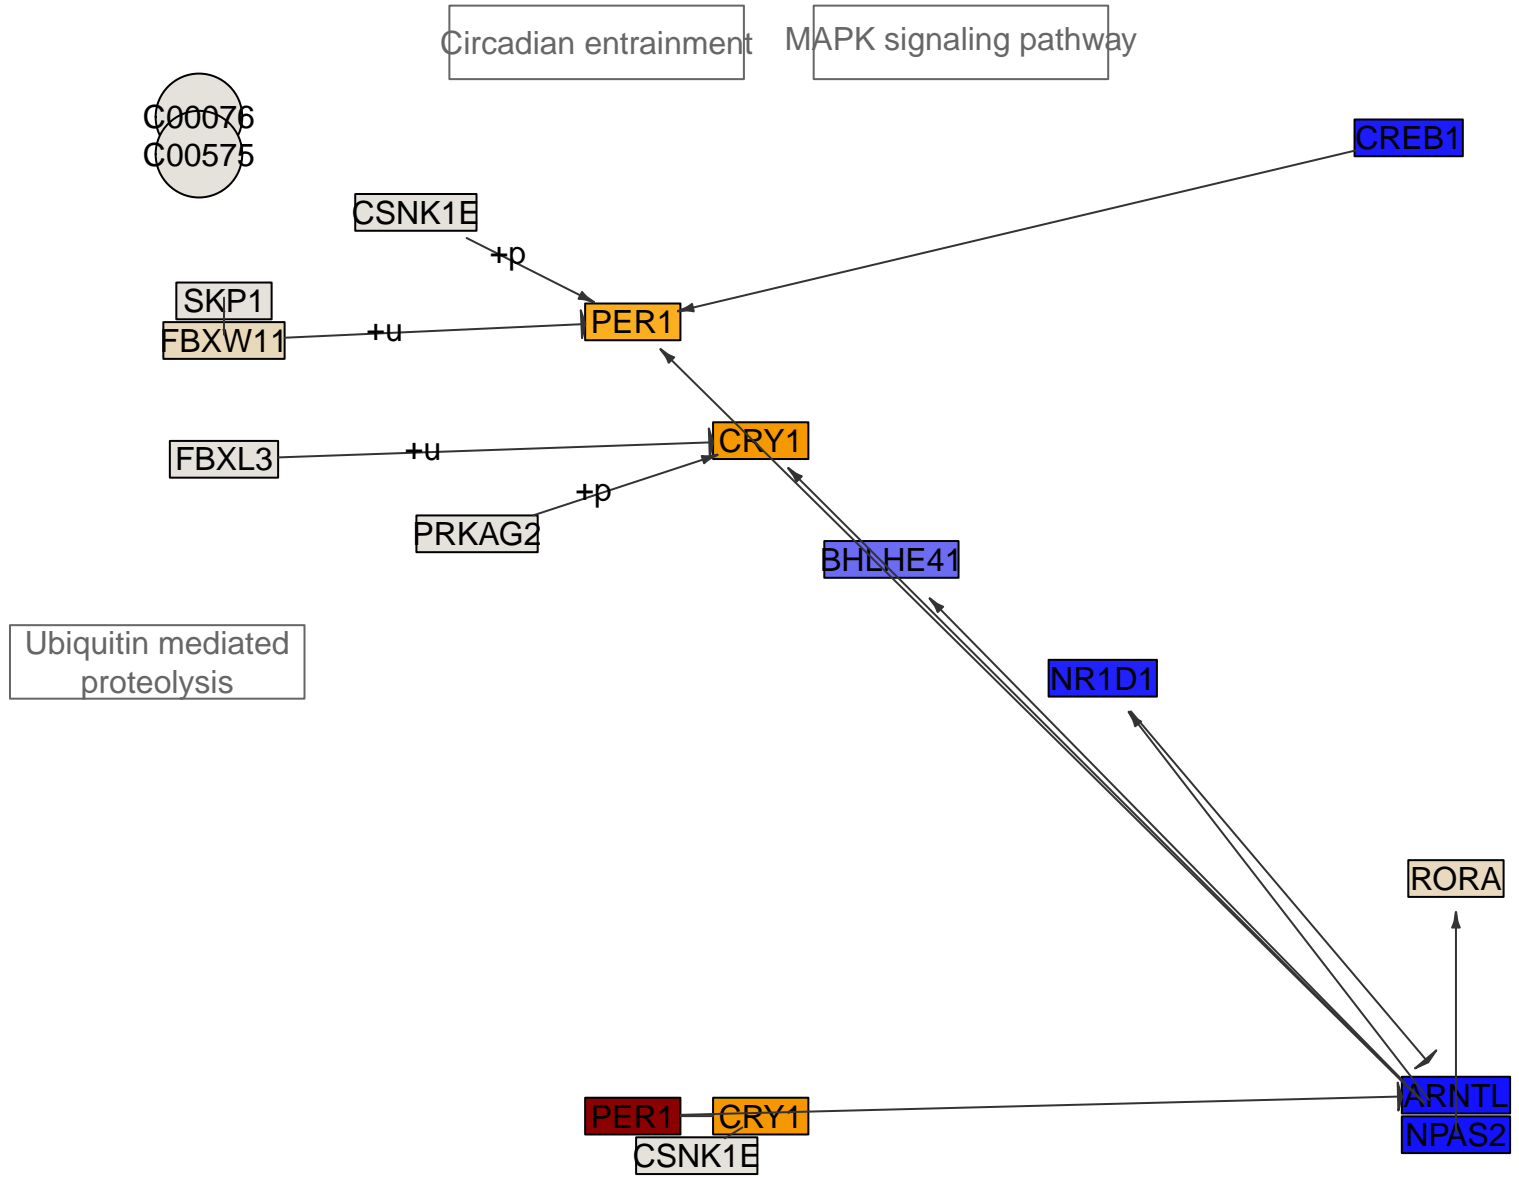 Circadian entrainment
MAPK signaling pathway
C00076
CREB1
C00575
CSNK1E
+p
SKP1
PER1
+u
FBXW11
CRY1
+u
FBXL3
+p
PRKAG2
BHLHE41
Ubiquitin mediated
proteolysis
NR1D1
RORA
ARNTL
PER1
CRY1
NPAS2
CSNK1E